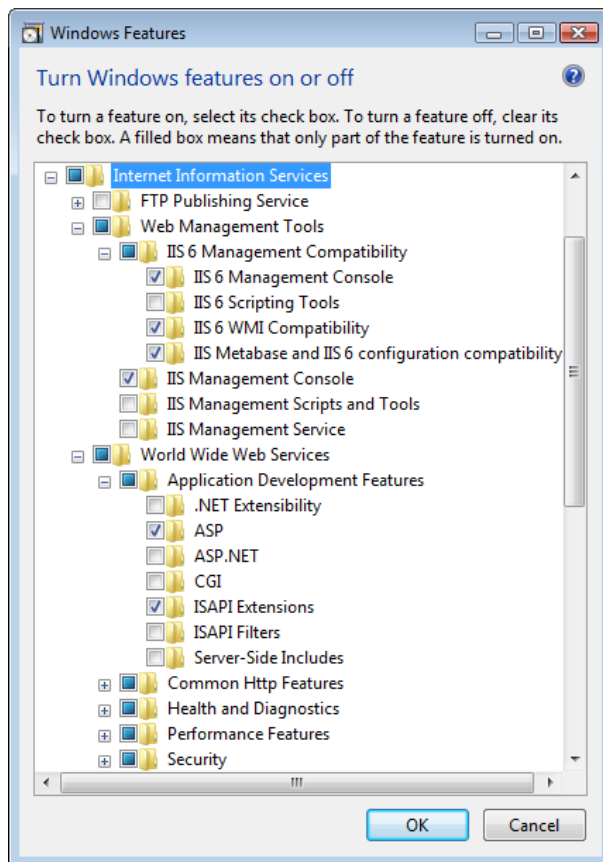 Windows Features
Turn Windows features on or off
To turn a feature on, select its check box. To turn a feature off, clear its
check box. A filled box means that only part of the feature is turned on.
Internet Information Services
FTP Publishing Service
Web Management Tools
IIS 6 Management Compatibility
IIS 6 Management Console
IIS 6 Scripting Tools
IIS 6 WMI Compatibility
IIS Metabase and IIS 6 configuration compatibility
IIS Management Console
IIS Management Scripts and Tools
IIS Management Service
World Wide Web Services
Application Development Features
.NET Extensibility
ASP
ASP.NET
CGI
ISAPI Extensions
ISAPI Filters
Server-Side Includes
Common Http Features
Health and Diagnostics
Performance Features
Security
OK
Cancel